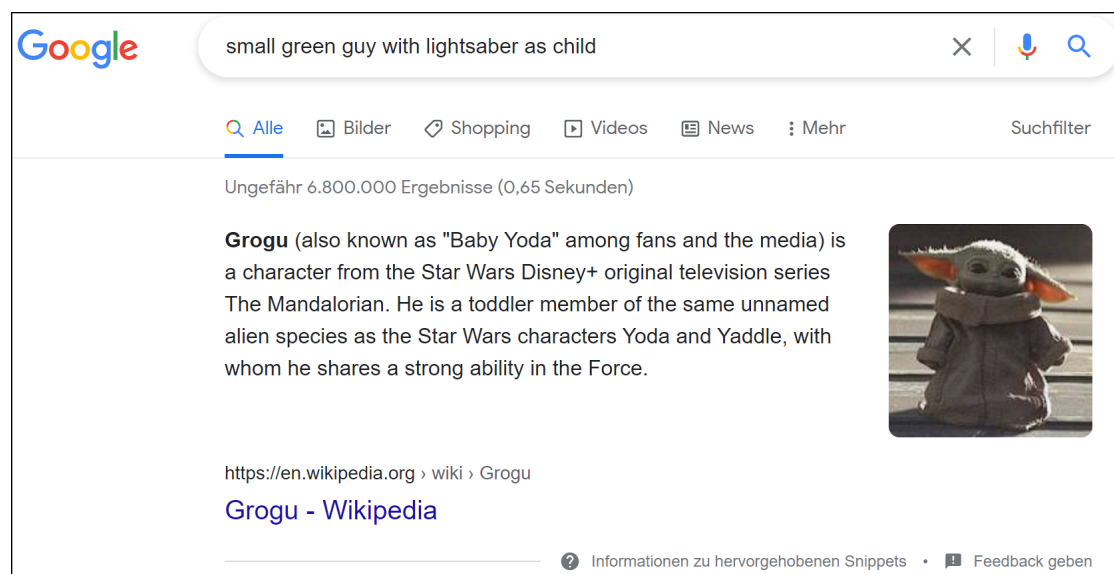 Google
small green guy with lightsaber as child
Alle Bilder Shopping Videos News Mehr Suchfilter
Ungefähr 6.800.000 Ergebnisse (0,65 Sekunden)
Grogu (also known as "Baby Yoda" among fans and the media) is
a character from the Star Wars Disney+ original television series
The Mandalorian. He is a toddler member of the same unnamed
alien species as the Star Wars characters Yoda and Yaddle, with
whom he shares a strong ability in the Force.
https://en.wikipedia.org › wiki › Grogu
Grogu - Wikipedia
Informationen zu hervorgehobenen Snippets • Feedback geben